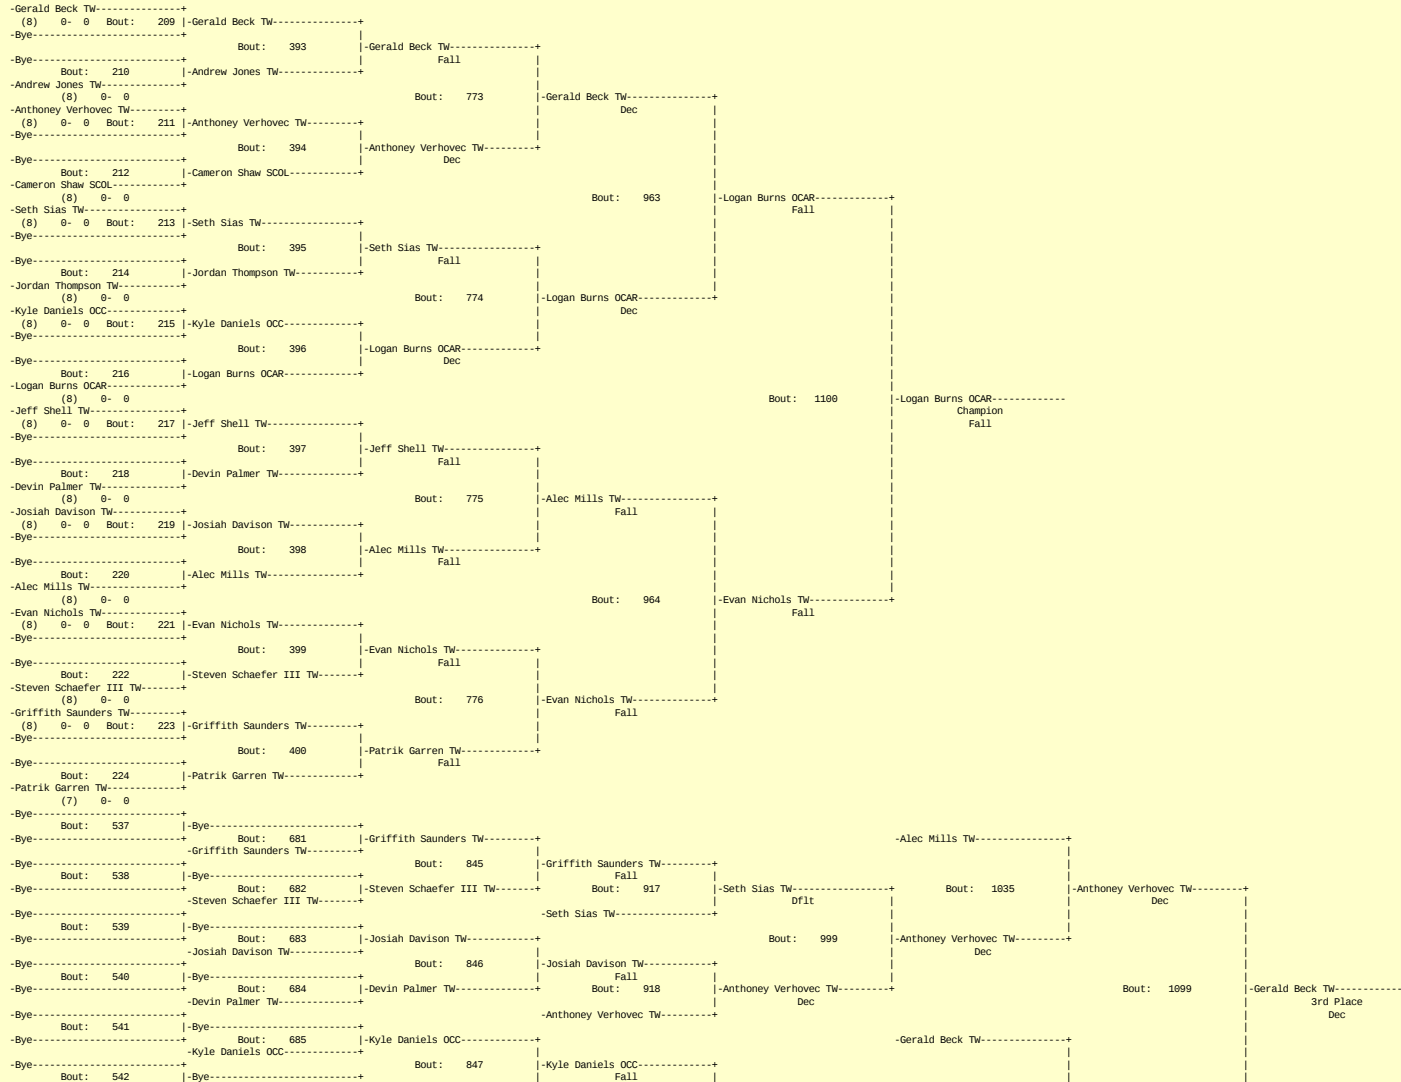 -Gerald Beck TW---------------+
(8) 0- 0 Bout: 209 |-Gerald Beck TW---------------+
-Bye--------------------------+ |
Bout: 393 |-Gerald Beck TW---------------+
-Bye--------------------------+ | Fall |
Bout: 210 |-Andrew Jones TW--------------+ |
-Andrew Jones TW--------------+ |
(8) 0- 0 Bout: 773 |-Gerald Beck TW---------------+
-Anthoney Verhovec TW---------+ | Dec |
(8) 0- 0 Bout: 211 |-Anthoney Verhovec TW---------+ | |
-Bye--------------------------+ | | |
Bout: 394 |-Anthoney Verhovec TW---------+ |
-Bye--------------------------+ | Dec |
Bout: 212 |-Cameron Shaw SCOL------------+ |
-Cameron Shaw SCOL------------+ |
(8) 0- 0 Bout: 963 |-Logan Burns OCAR-------------+
-Seth Sias TW-----------------+ | Fall |
(8) 0- 0 Bout: 213 |-Seth Sias TW-----------------+ | |
-Bye--------------------------+ | | |
Bout: 395 |-Seth Sias TW-----------------+ | |
-Bye--------------------------+ | Fall | | |
Bout: 214 |-Jordan Thompson TW-----------+ | | |
-Jordan Thompson TW-----------+ | | |
(8) 0- 0 Bout: 774 |-Logan Burns OCAR-------------+ |
-Kyle Daniels OCC-------------+ | Dec |
(8) 0- 0 Bout: 215 |-Kyle Daniels OCC-------------+ | |
-Bye--------------------------+ | | |
Bout: 396 |-Logan Burns OCAR-------------+ |
-Bye--------------------------+ | Dec |
Bout: 216 |-Logan Burns OCAR-------------+ |
-Logan Burns OCAR-------------+ |
(8) 0- 0 Bout: 1100 |-Logan Burns OCAR-------------
-Jeff Shell TW----------------+ | Champion
(8) 0- 0 Bout: 217 |-Jeff Shell TW----------------+ | Fall
-Bye--------------------------+ | |
Bout: 397 |-Jeff Shell TW----------------+ |
-Bye--------------------------+ | Fall | |
Bout: 218 |-Devin Palmer TW--------------+ | |
-Devin Palmer TW--------------+ | |
(8) 0- 0 Bout: 775 |-Alec Mills TW----------------+ |
-Josiah Davison TW------------+ | Fall | |
(8) 0- 0 Bout: 219 |-Josiah Davison TW------------+ | | |
-Bye--------------------------+ | | | |
Bout: 398 |-Alec Mills TW----------------+ | |
-Bye--------------------------+ | Fall | |
Bout: 220 |-Alec Mills TW----------------+ | |
-Alec Mills TW----------------+ | |
(8) 0- 0 Bout: 964 |-Evan Nichols TW--------------+
-Evan Nichols TW--------------+ | Fall
(8) 0- 0 Bout: 221 |-Evan Nichols TW--------------+ |
-Bye--------------------------+ | |
Bout: 399 |-Evan Nichols TW--------------+ |
-Bye--------------------------+ | Fall | |
Bout: 222 |-Steven Schaefer III TW-------+ | |
-Steven Schaefer III TW-------+ | |
(8) 0- 0 Bout: 776 |-Evan Nichols TW--------------+
-Griffith Saunders TW---------+ | Fall
(8) 0- 0 Bout: 223 |-Griffith Saunders TW---------+ |
-Bye--------------------------+ | |
Bout: 400 |-Patrik Garren TW-------------+
-Bye--------------------------+ | Fall
Bout: 224 |-Patrik Garren TW-------------+
-Patrik Garren TW-------------+
(7) 0- 0
-Bye--------------------------+
Bout: 537 |-Bye--------------------------+
-Bye--------------------------+ Bout: 681 |-Griffith Saunders TW---------+ -Alec Mills TW----------------+
-Griffith Saunders TW---------+ | |
-Bye--------------------------+ Bout: 845 |-Griffith Saunders TW---------+ |
Bout: 538 |-Bye--------------------------+ | Fall | |
-Bye--------------------------+ Bout: 682 |-Steven Schaefer III TW-------+ Bout: 917 |-Seth Sias TW-----------------+ Bout: 1035 |-Anthoney Verhovec TW---------+
-Steven Schaefer III TW-------+ | Dflt | | Dec |
-Bye--------------------------+ -Seth Sias TW-----------------+ | | |
Bout: 539 |-Bye--------------------------+ | | |
-Bye--------------------------+ Bout: 683 |-Josiah Davison TW------------+ Bout: 999 |-Anthoney Verhovec TW---------+ |
-Josiah Davison TW------------+ | | Dec |
-Bye--------------------------+ Bout: 846 |-Josiah Davison TW------------+ | |
Bout: 540 |-Bye--------------------------+ | Fall | | |
-Bye--------------------------+ Bout: 684 |-Devin Palmer TW--------------+ Bout: 918 |-Anthoney Verhovec TW---------+ Bout: 1099 |-Gerald Beck TW------------
-Devin Palmer TW--------------+ | Dec | 3rd Place
-Bye--------------------------+ -Anthoney Verhovec TW---------+ | Dec
Bout: 541 |-Bye--------------------------+ |
-Bye--------------------------+ Bout: 685 |-Kyle Daniels OCC-------------+ -Gerald Beck TW---------------+ |
-Kyle Daniels OCC-------------+ | | |
-Bye--------------------------+ Bout: 847 |-Kyle Daniels OCC-------------+ | |
Bout: 542 |-Bye--------------------------+ | Fall | | |